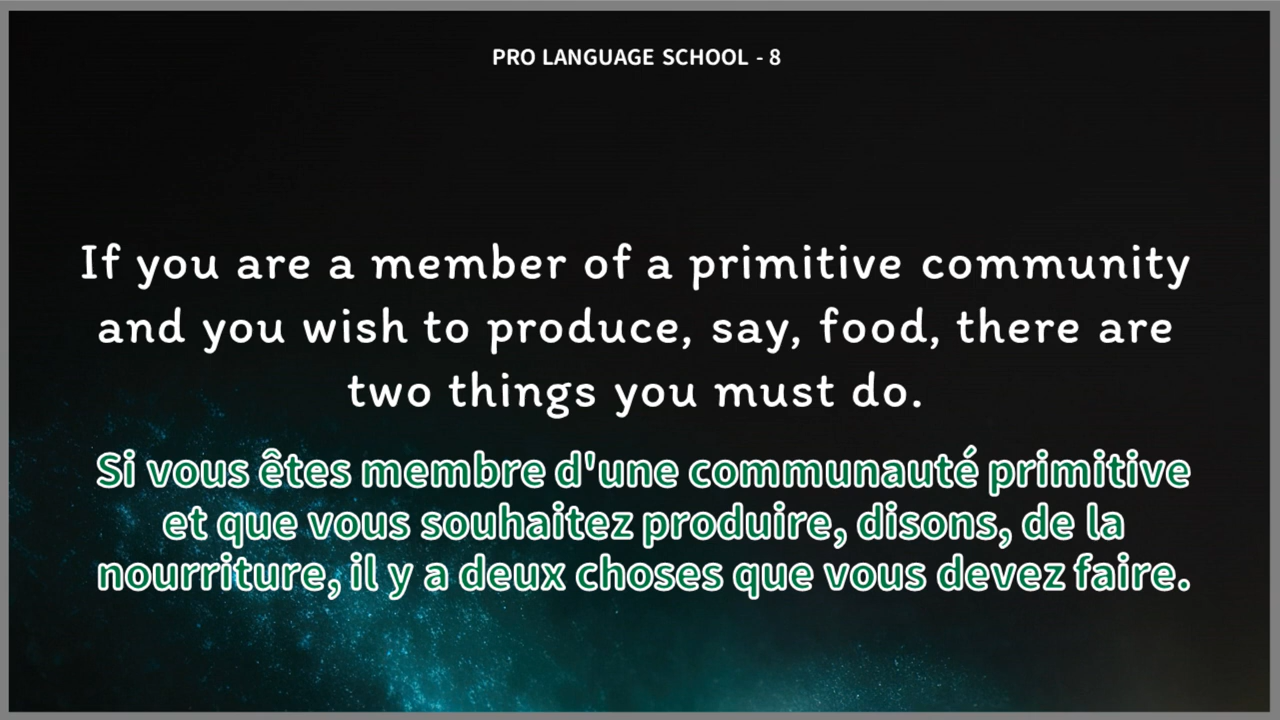 PRO LANGUAGE SCHOOL - 8
If you are a member of a primitive community
and you wish to produce, say, food, there are
two things you must do.
Si vous êtes membre d'une communauté primitive
et que vous souhaitez produire, disons, de la
nourriture, il y a deux choses que vous devez faire.